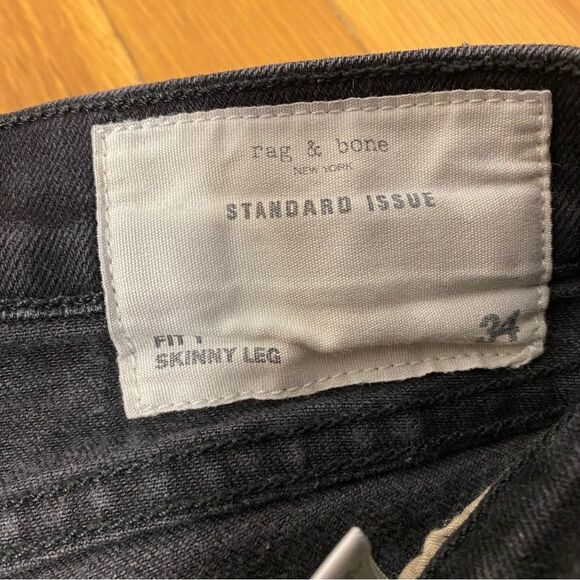 rag & bone
NEW YORK
STANDARD ISSUE
FIT 1
SKINNY LEG
34